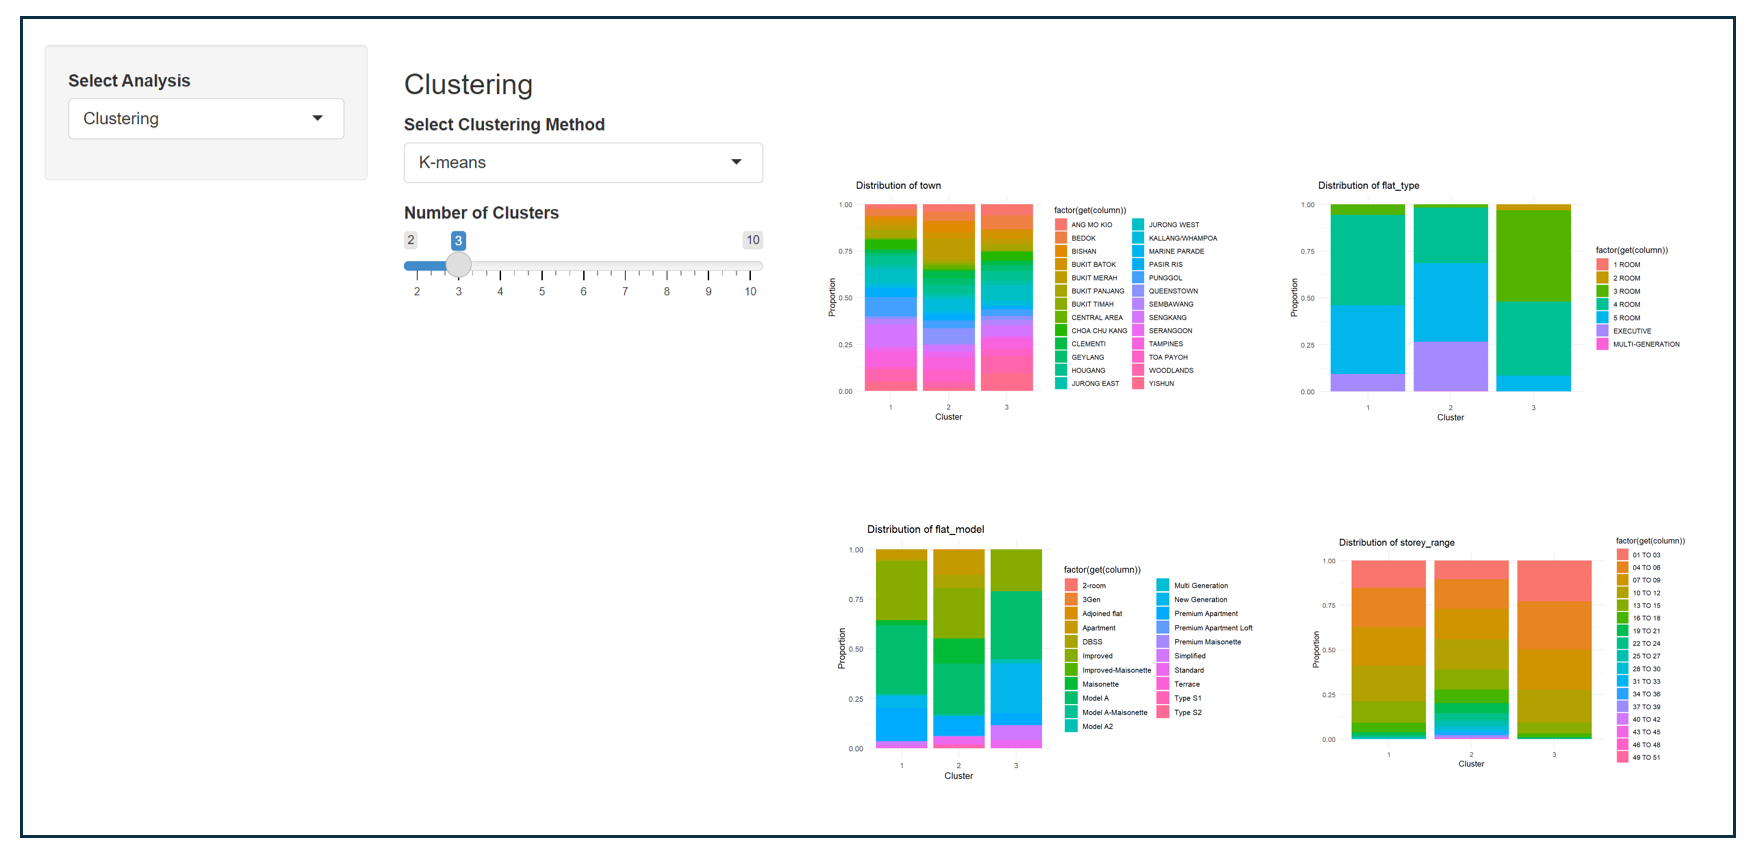 Select Analysis
Clustering
Clustering
Select Clustering Method
K-means
Number of Clusters
2 3 10
2 3 4 5 6 7 8 9 10
Distribution of town
1.00
0.75
0.50
0.25
0.00
Proportion
1 2 3
Cluster
factor(get(column))
ANG MO KIO
BEDOK
BISHAN
BUKIT BATOK
BUKIT MERAH
BUKIT PANJANG
BUKIT TIMAH
CENTRAL AREA
CHOA CHU KANG
CLEMENTI
GEYLANG
HOUGANG
JURONG EAST
JURONG WEST
KALLANG/WHAMPOA
MARINE PARADE
PASIR RIS
PUNGGOL
QUEENSTOWN
SEMBAWANG
SENGKANG
SERANGOON
TAMPINES
TOA PAYOH
WOODLANDS
YISHUN
Distribution of flat_type
1.00
0.75
0.50
0.25
0.00
Proportion
1 2 3
Cluster
factor(get(column))
1 ROOM
2 ROOM
3 ROOM
4 ROOM
5 ROOM
EXECUTIVE
MULTI-GENERATION
Distribution of flat_model
1.00
0.75
0.50
0.25
0.00
Proportion
1 2 3
Cluster
factor(get(column))
2-room
3Gen
Adjoined flat
Apartment
DBSS
Improved
Improved-Maisonette
Maisonette
Model A
Model A-Maisonette
Model A2
Multi Generation
New Generation
Premium Apartment
Premium Apartment Loft
Premium Maisonette
Simplified
Standard
Terrace
Type S1
Type S2
Distribution of storey_range
1.00
0.75
0.50
0.25
0.00
Proportion
1 2 3
Cluster
factor(get(column))
01 TO 03
04 TO 06
07 TO 09
10 TO 12
13 TO 15
16 TO 18
19 TO 21
22 TO 24
25 TO 27
28 TO 30
31 TO 33
34 TO 36
37 TO 39
40 TO 42
43 TO 45
46 TO 48
49 TO 51